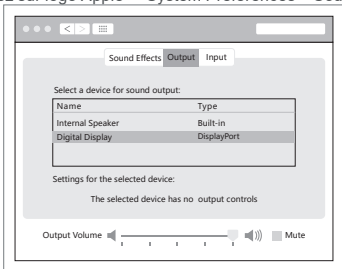 Sound Effects Output Input
Select a device for sound output:
Name Type
Internal Speaker Built-in
Digital Display DisplayPort
Settings for the selected device:
The selected device has no output controls
Output Volume Mute